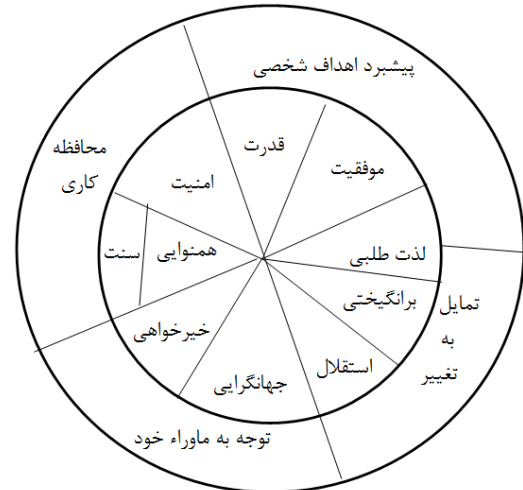 پیشبرد اهداف شخصی
محافظه
کاری
قدرت
موفقیت
امنیت
سنت
همنوایی
لذت طلبی
برانگیختی
تمایل
به
تغییر
خیرخواهی
جهانگرایی
استقلال
توجه به ماوراء خود